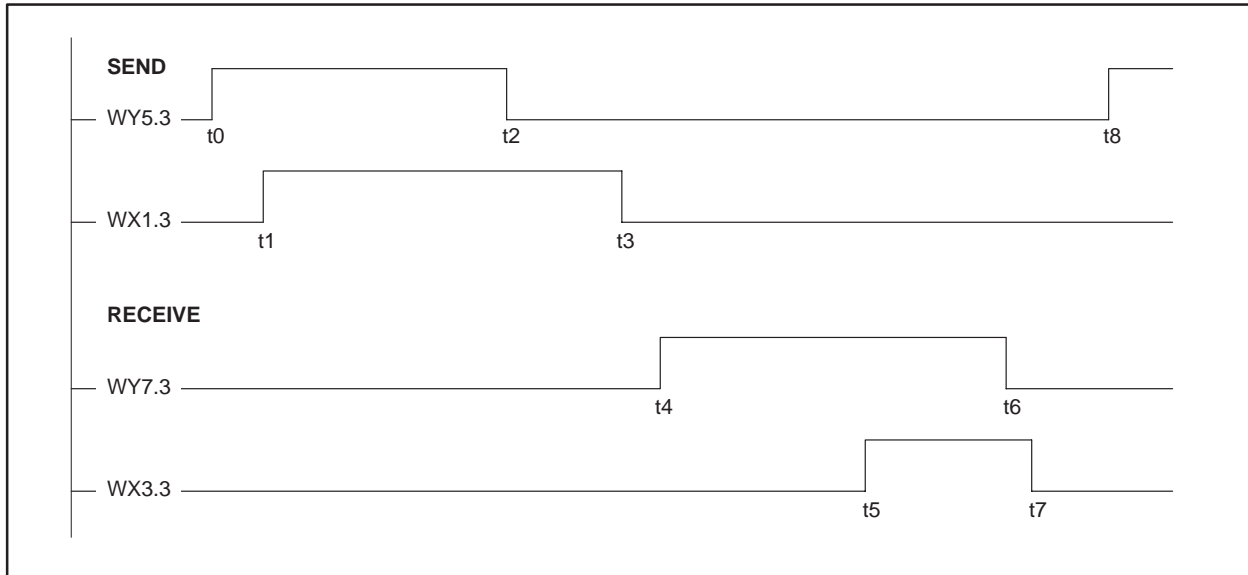 SEND
WY5.3
t0
t2
t8
WX1.3
t1
t3
RECEIVE
WY7.3
t4
t6
WX3.3
t5
t7